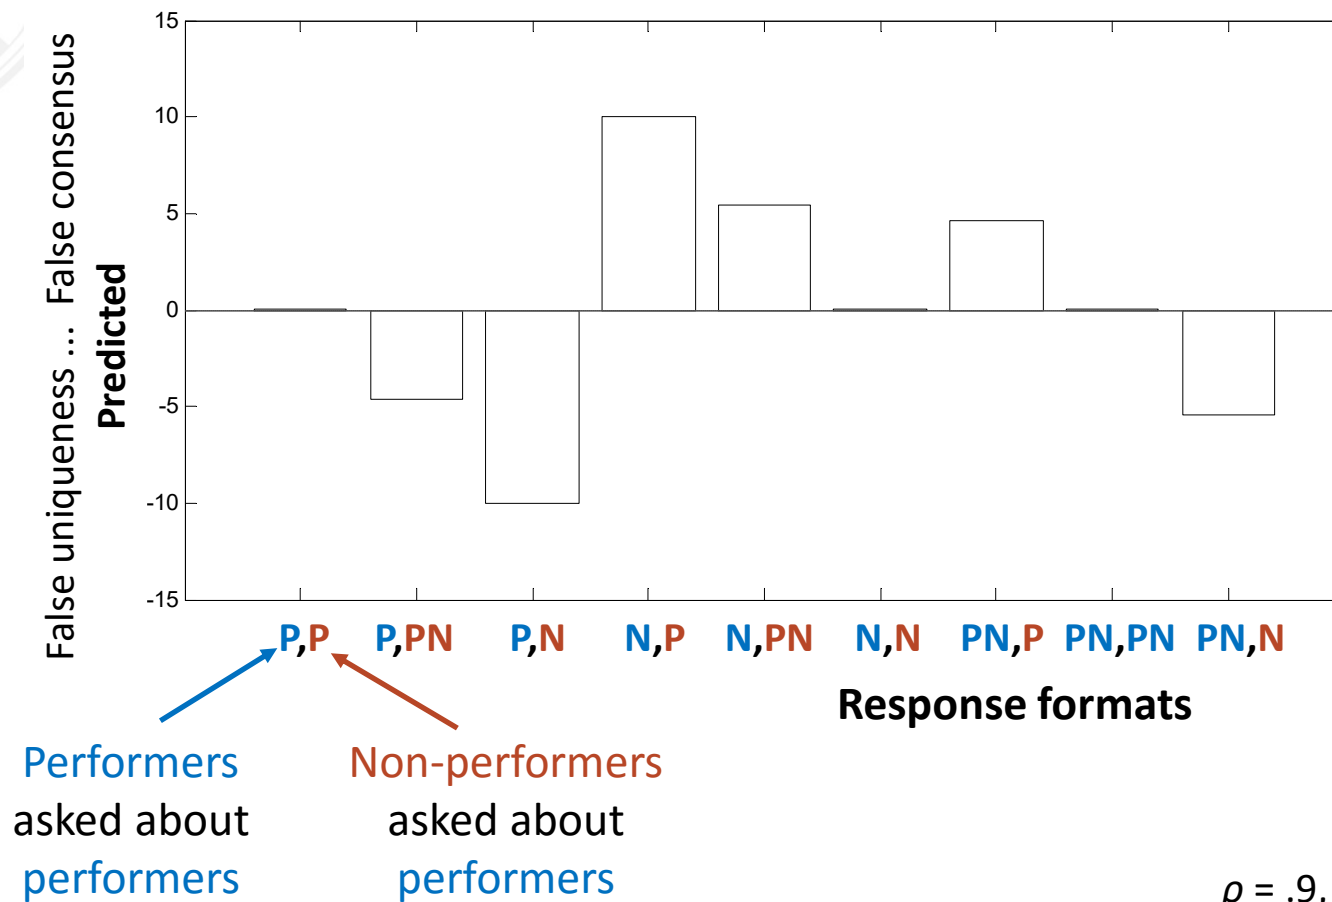 False uniqueness ... False consensus
Predicted
15
10
5
0
-5
-10
-15
P,P P,PN P,N N,P N,PN N,N PN,P PN,PN PN,N
Response formats
Performers
asked about
performers
Non-performers
asked about
performers
ρ = .9.